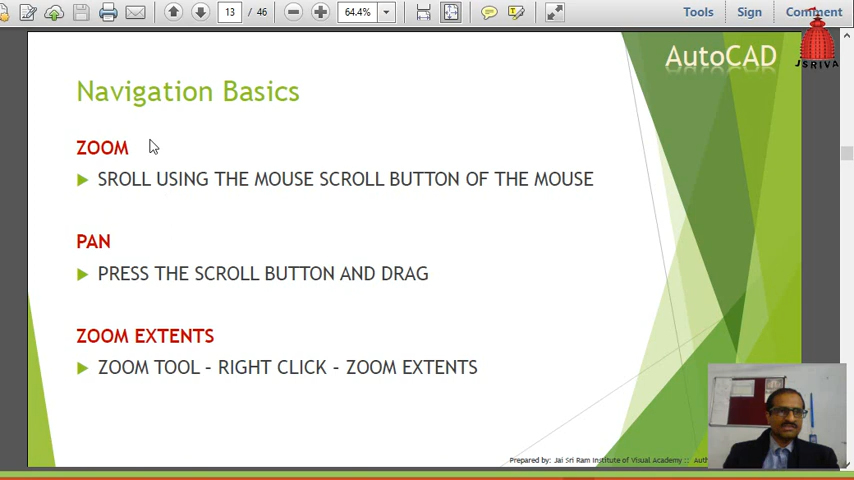 13 / 46
64.4%
Tools
Sign
Comment
JSRIVA
AutoCAD
Navigation Basics
ZOOM
SROLL USING THE MOUSE SCROLL BUTTON OF THE MOUSE
PAN
PRESS THE SCROLL BUTTON AND DRAG
ZOOM EXTENTS
ZOOM TOOL – RIGHT CLICK – ZOOM EXTENTS
Prepared by: Jai Sri Ram Institute of Visual Academy :: Auth